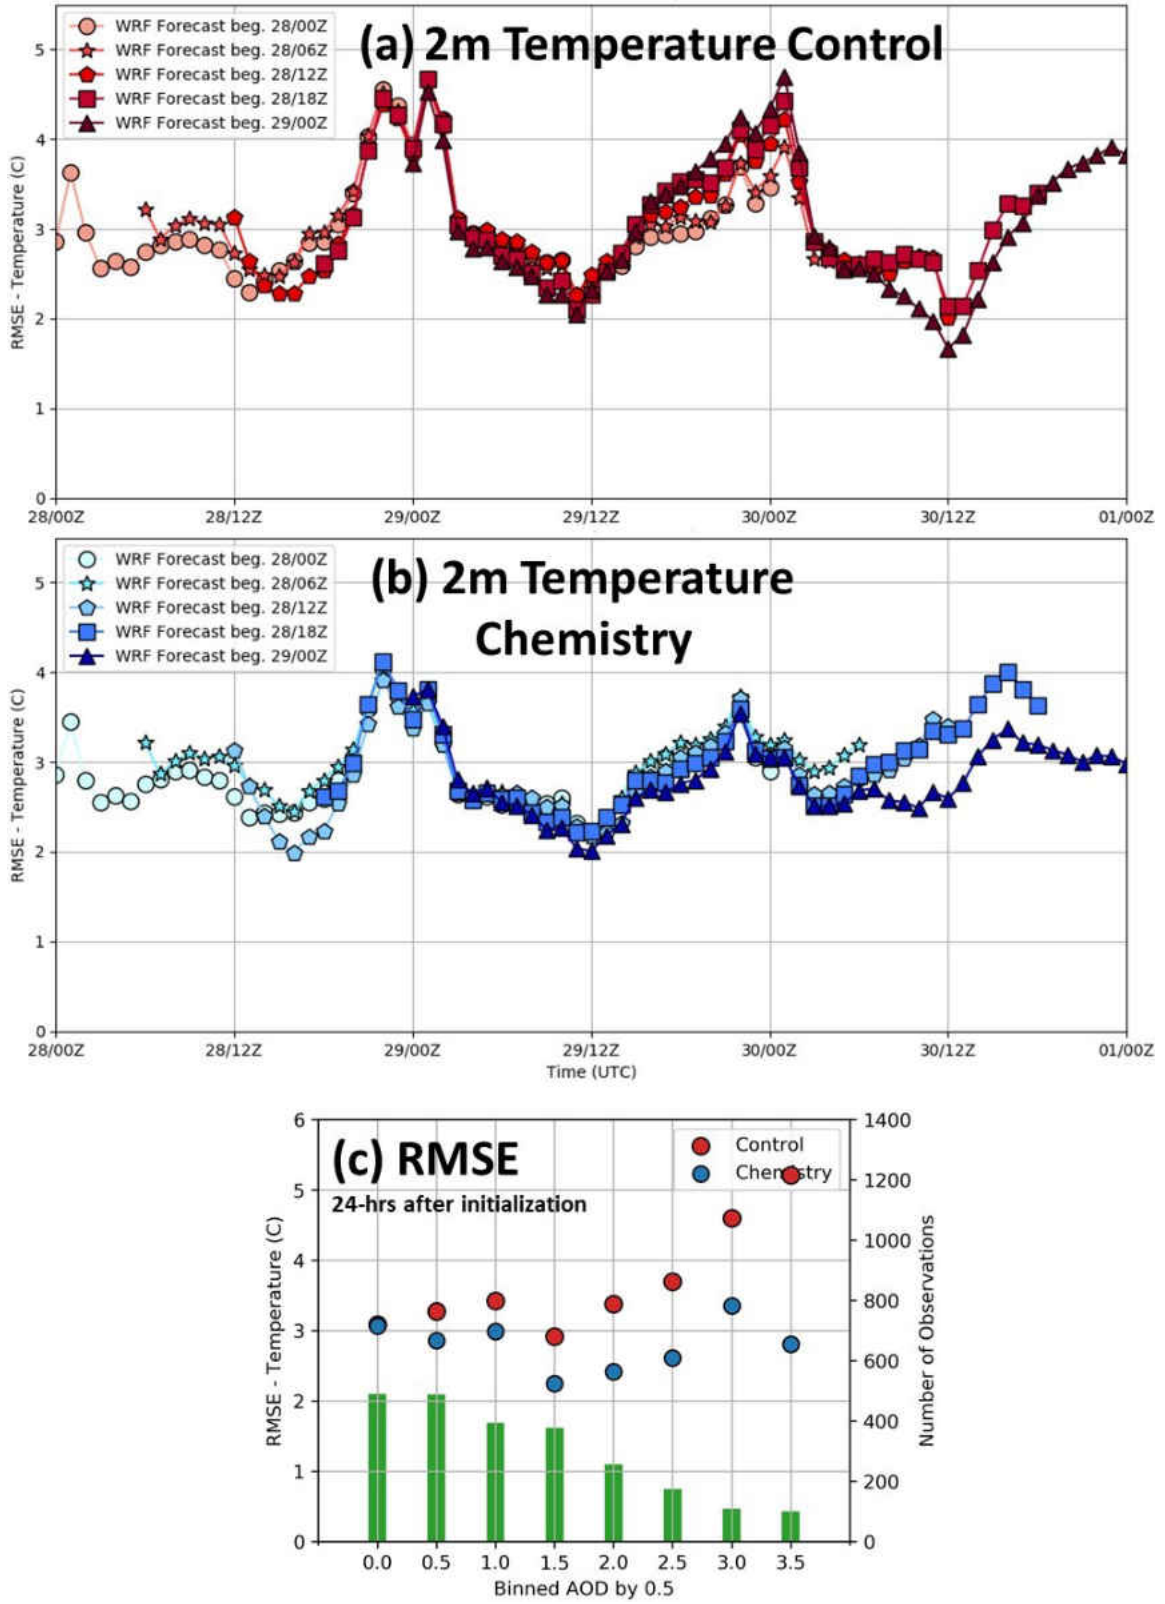 WRF Forecast beg. 28/00Z
WRF Forecast beg. 28/06Z
WRF Forecast beg. 28/12Z
WRF Forecast beg. 28/18Z
WRF Forecast beg. 29/00Z
(a) 2m Temperature Control
RMSE - Temperature (C)
5
4
3
2
1
0
28/00Z 28/12Z 29/00Z 29/12Z 30/00Z 30/12Z 01/00Z
WRF Forecast beg. 28/00Z
WRF Forecast beg. 28/06Z
WRF Forecast beg. 28/12Z
WRF Forecast beg. 28/18Z
WRF Forecast beg. 29/00Z
(b) 2m Temperature
Chemistry
RMSE - Temperature (C)
5
4
3
2
1
0
28/00Z 28/12Z 29/00Z 29/12Z 30/00Z 30/12Z 01/00Z
Time (UTC)
(c) RMSE
24-hrs after initialization
Control
Chemistry
RMSE - Temperature (C)
6
5
4
3
2
1
0
1400
1200
1000
800
600
400
200
0
Number of Observations
0.0 0.5 1.0 1.5 2.0 2.5 3.0 3.5
Binned AOD by 0.5